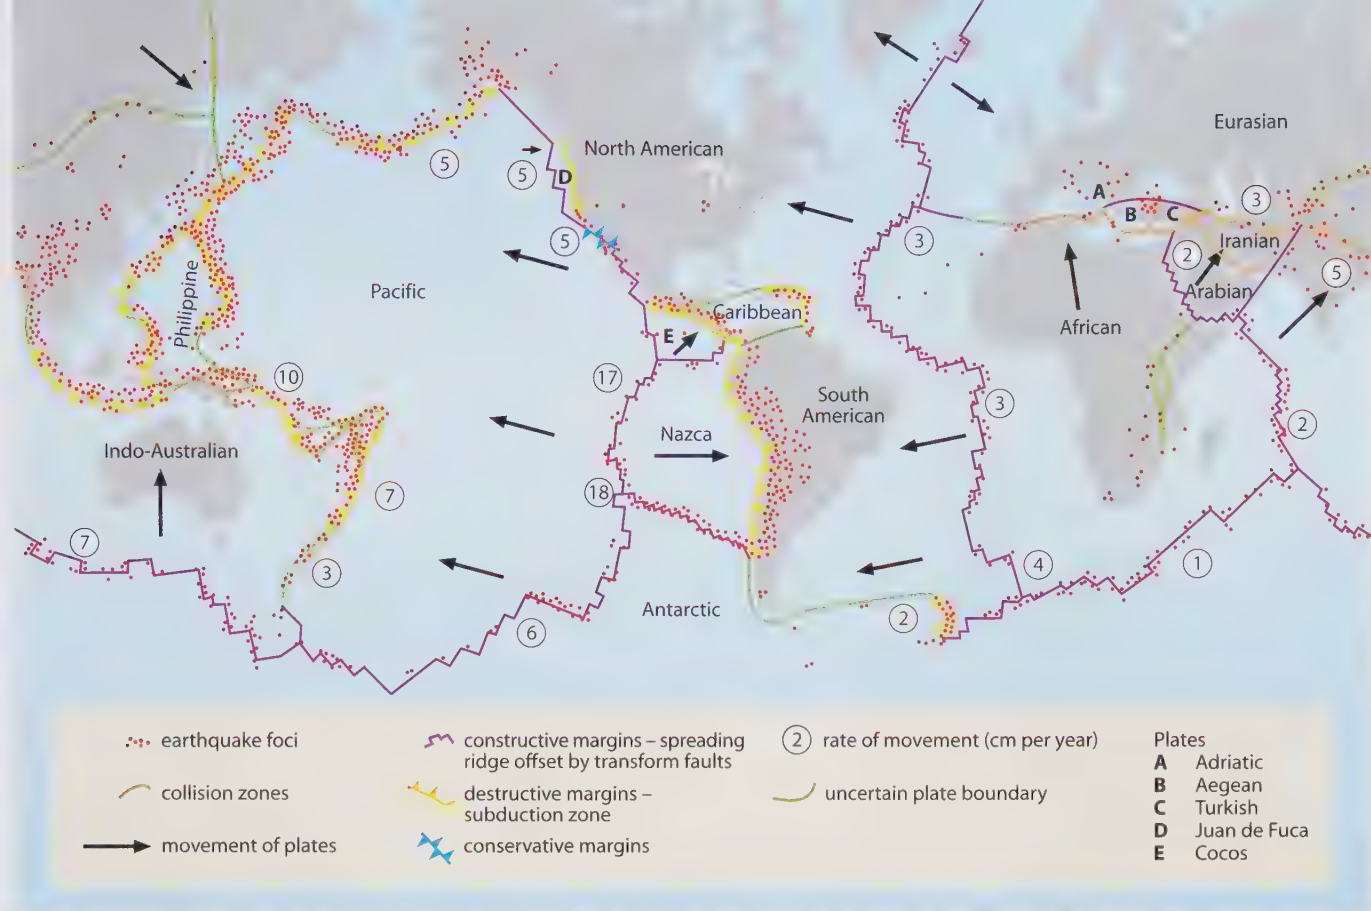 Eurasian
North American
5
5
D
A
B
C
3
5
3
2
Iranian
5
Philippine
Pacific
Arabian
Caribbean
African
E
10
17
South
American
3
2
Nazca
Indo-Australian
7
18
7
3
4
1
Antarctic
2
6
earthquake foci
collision zones
movement of plates
constructive margins – spreading
ridge offset by transform faults
destructive margins –
subduction zone
conservative margins
2 rate of movement (cm per year)
uncertain plate boundary
Plates
A Adriatic
B Aegean
C Turkish
D Juan de Fuca
E Cocos